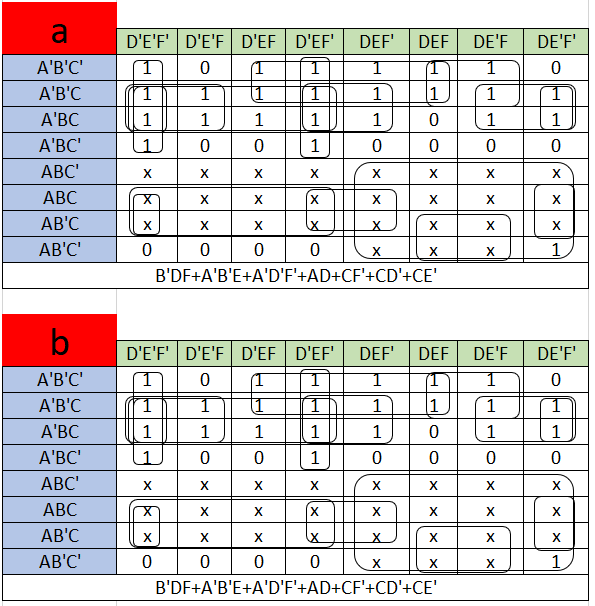 a D'E'F' D'E'F D'EF D'EF' DEF' DEF DE'F DE'F'
A'B'C' 1 0 1 1 1 1 1 0
A'B'C 1 1 1 1 1 1 1 1
A'BC 1 1 1 1 1 0 1 1
A'BC' 1 0 0 1 0 0 0 0
ABC' x x x x x x x x
ABC x x x x x x x x
AB'C x x x x x x x x
AB'C' 0 0 0 0 x x x 1
B'DF+A'B'E+A'D'F'+AD+CF'+CD'+CE'
b D'E'F' D'E'F D'EF D'EF' DEF' DEF DE'F DE'F'
A'B'C' 1 0 1 1 1 1 1 0
A'B'C 1 1 1 1 1 1 1 1
A'BC 1 1 1 1 1 0 1 1
A'BC' 1 0 0 1 0 0 0 0
ABC' x x x x x x x x
ABC x x x x x x x x
AB'C x x x x x x x x
AB'C' 0 0 0 0 x x x 1
B'DF+A'B'E+A'D'F'+AD+CF'+CD'+CE'